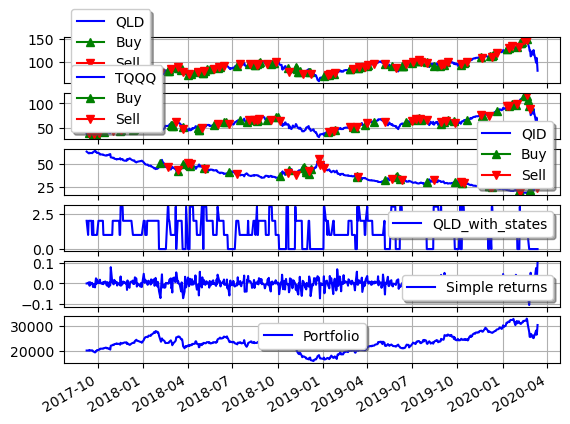 QLD
Buy
Sell
150
100
TQQQ
Buy
Sell
100
50
QID
Buy
Sell
50
25
QLD_with_states
2.5
0.0
Simple returns
0.1
0.0
−0.1
Portfolio
30000
20000
2017-10
2018-01
2018-04
2018-07
2018-10
2019-01
2019-04
2019-07
2019-10
2020-01
2020-04